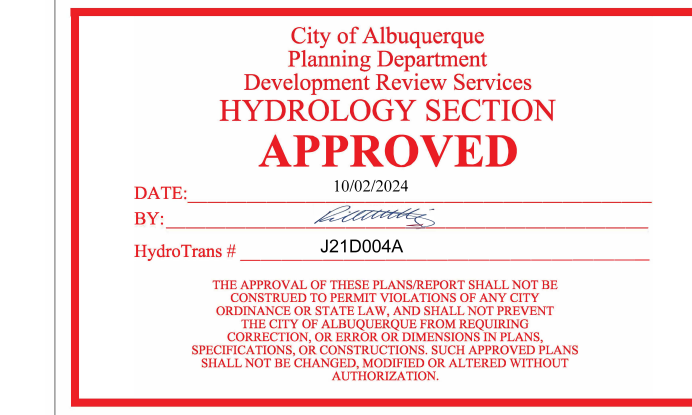 City of Albuquerque
Planning Department
Development Review Services
HYDROLOGY SECTION
APPROVED
DATE: 10/02/2024
BY:
HydroTrans # J21D004A
THE APPROVAL OF THESE PLANS/REPORT SHALL NOT BE
CONSTRUED TO PERMIT VIOLATIONS OF ANY CITY
ORDINANCE OR STATE LAW, AND SHALL NOT PREVENT
THE CITY OF ALBUQUERQUE FROM REQUIRING
CORRECTION, OR ERROR OR DIMENSIONS IN PLANS,
SPECIFICATIONS, OR CONSTRUCTIONS. SUCH APPROVED PLANS
SHALL NOT BE CHANGED, MODIFIED OR ALTERED WITHOUT
AUTHORIZATION.